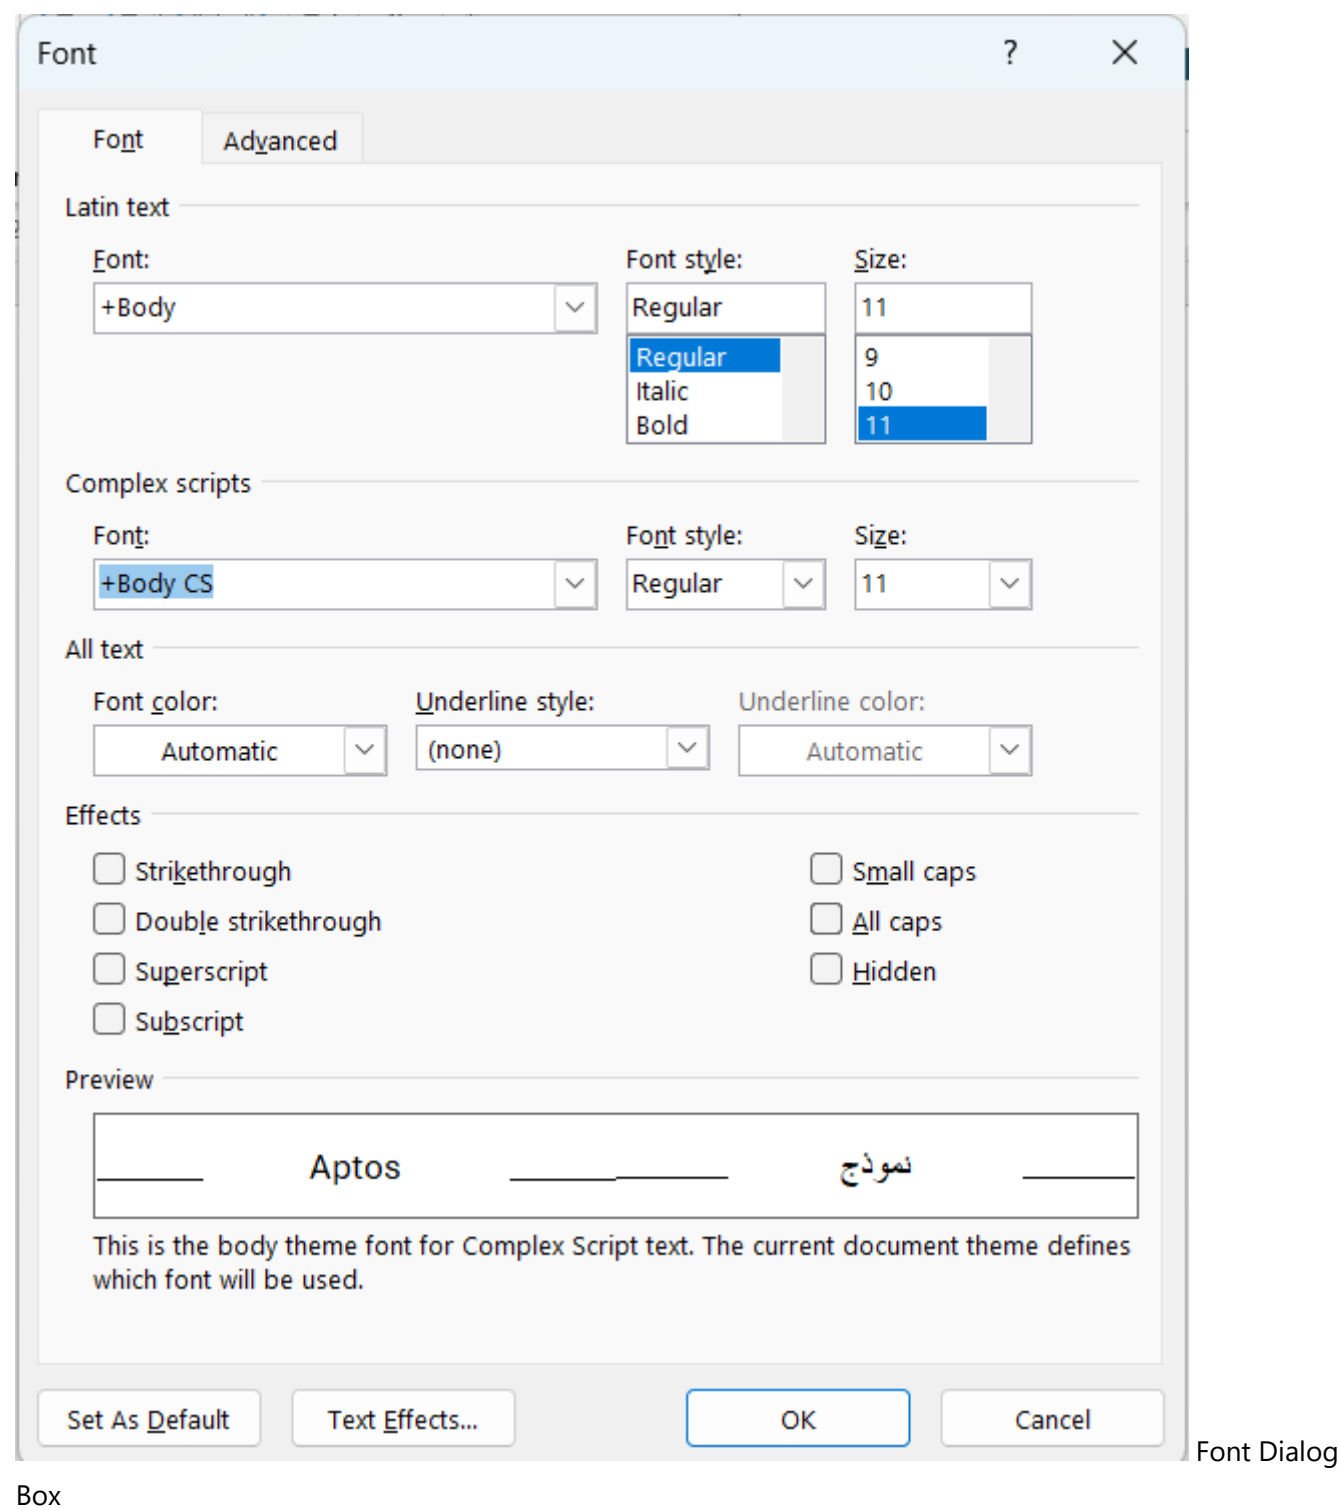 Font ?
Font Advanced
Latin text
Font: Font style: Size:
+Body Regular 11
Regular 9
Italic 10
Bold 11
Complex scripts
Font: Font style: Size:
+Body CS Regular 11
All text
Font color: Underline style: Underline color:
Automatic (none) Automatic
Effects
Strikethrough Small caps
Double strikethrough All caps
Superscript Hidden
Subscript
Preview
Aptos نموذج
This is the body theme font for Complex Script text. The current document theme defines
which font will be used.
Set As Default Text Effects... OK Cancel
Font Dialog
Box